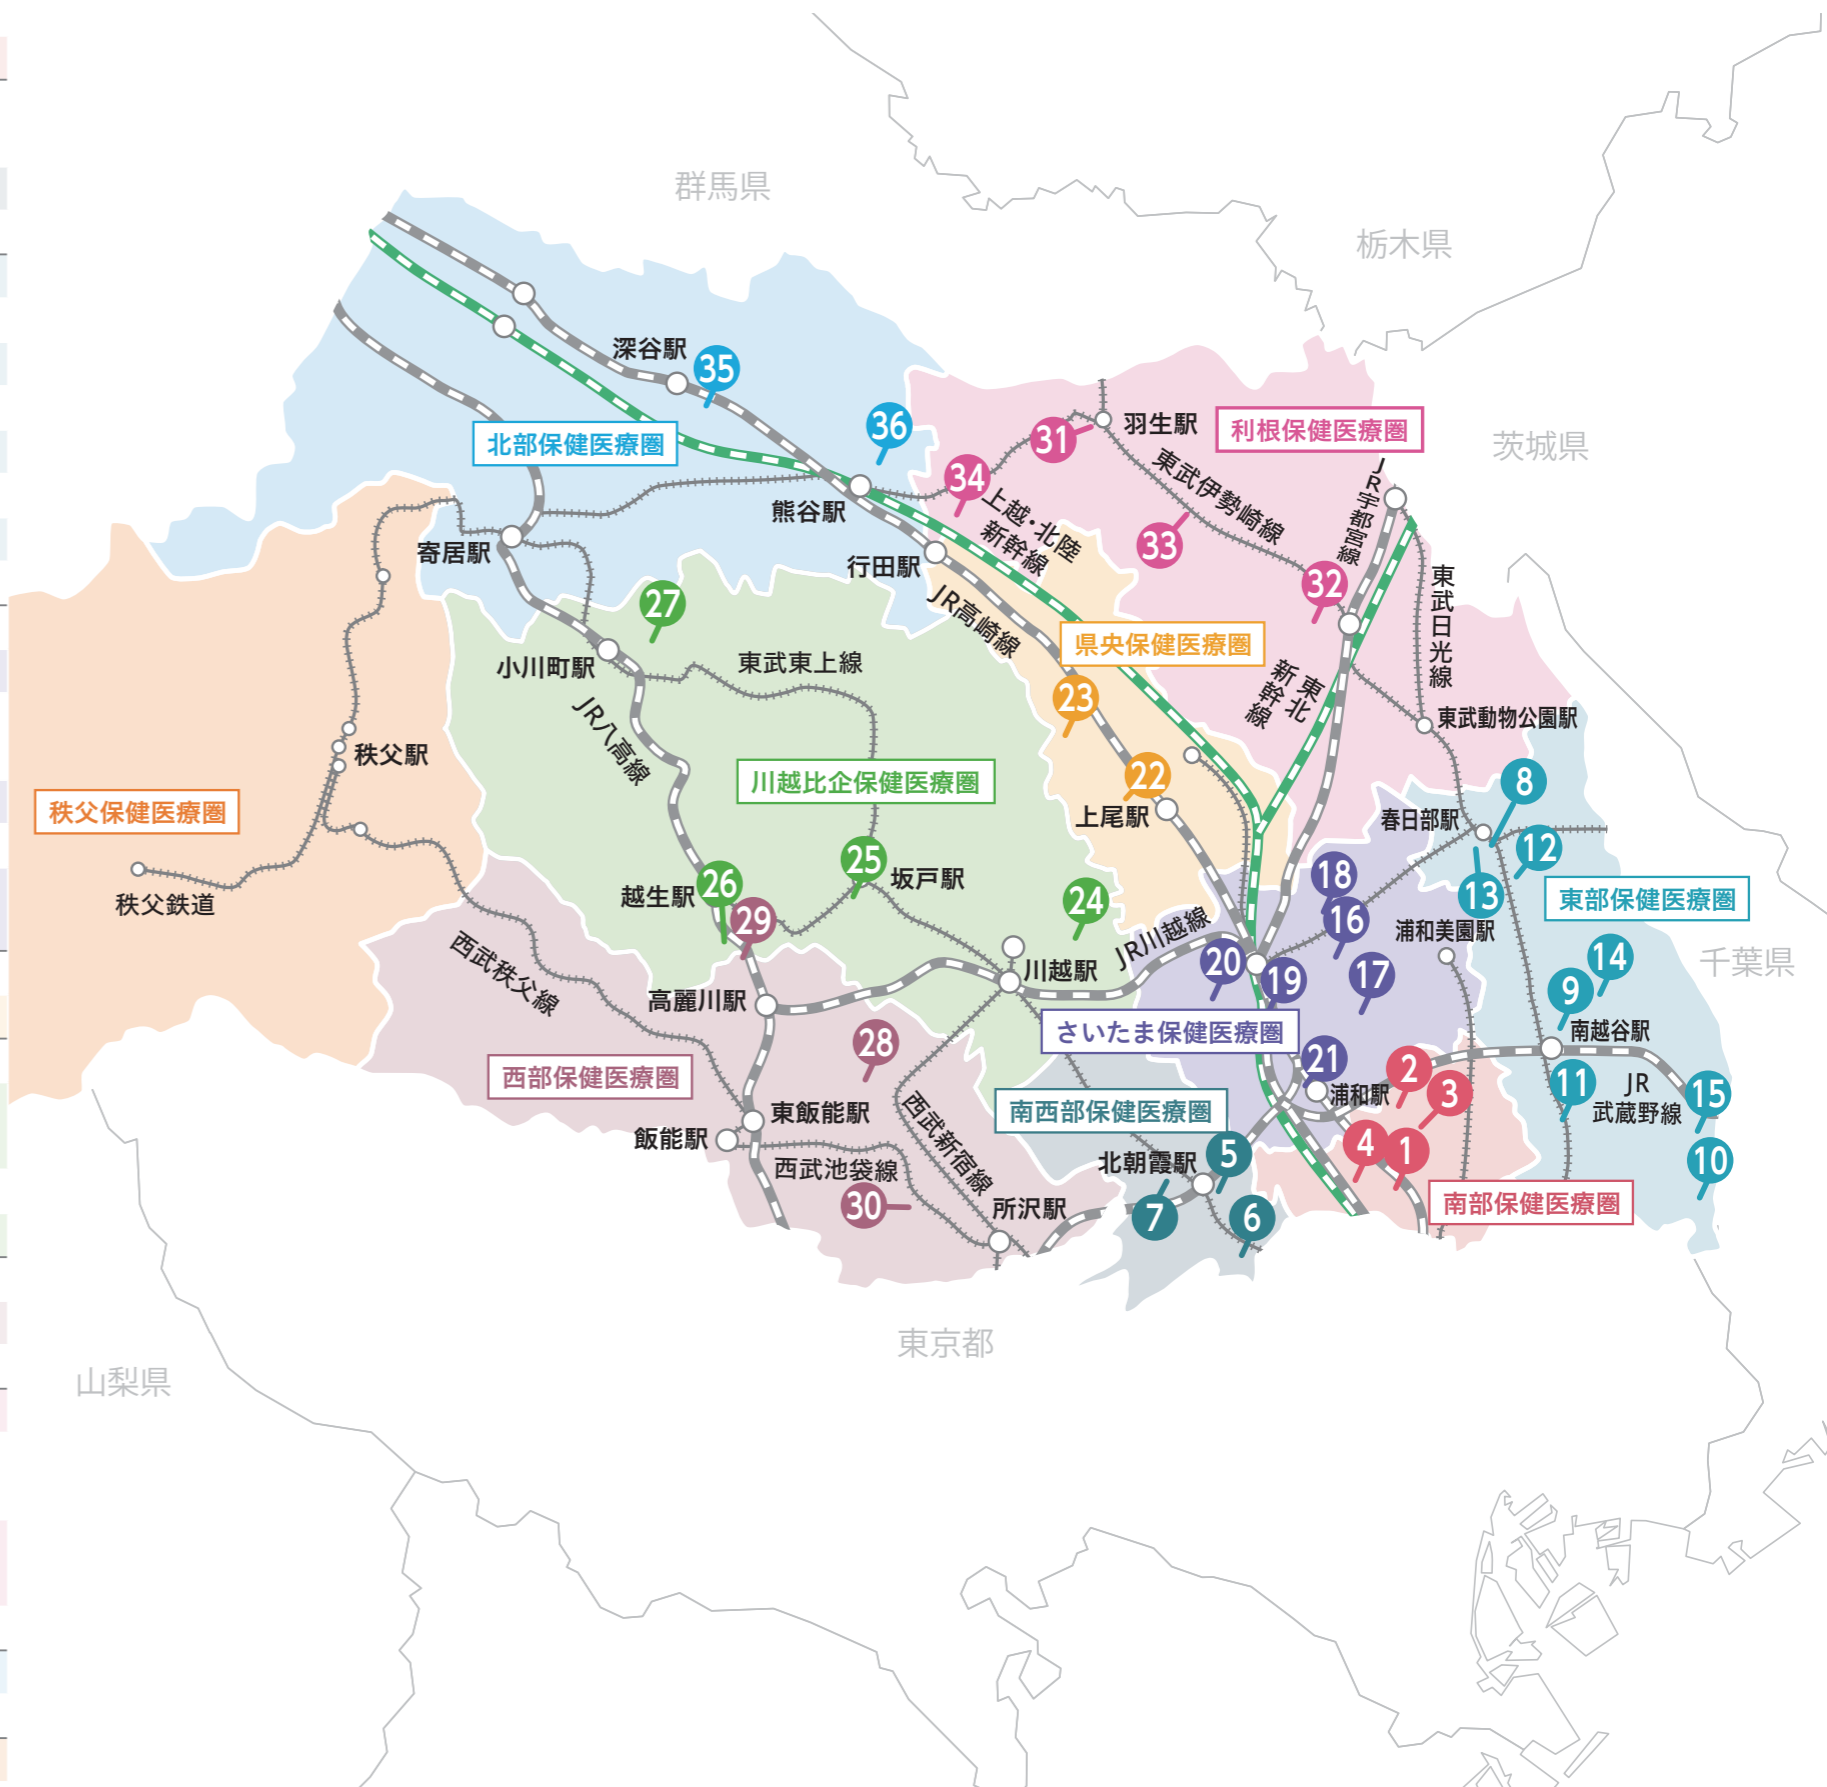 群馬県
栃木県
茨城県
千葉県
東京都
山梨県
深谷駅
35
36
北部保健医療圏
熊谷駅
寄居駅
行田駅
31
羽生駅
利根保健医療圏
34
33
32
東武伊勢崎線
上越・北陸
新幹線
JR宇都宮線
東武日光線
JR高崎線
県央保健医療圏
東北
新幹線
東武動物公園駅
23
22
上尾駅
27
小川町駅
東武東上線
JR八高線
川越比企保健医療圏
秩父駅
秩父保健医療圏
秩父鉄道
西武秩父線
越生駅
26
29
25
坂戸駅
24
川越駅
JR川越線
高麗川駅
28
西部保健医療圏
東飯能駅
飯能駅
西武池袋線
30
西武新宿線
所沢駅
春日部駅
8
12
13
東部保健医療圏
18
16
浦和美園駅
20
19
17
14
9
南越谷駅
さいたま保健医療圏
21
浦和駅
2
3
11
JR
武蔵野線
15
10
南西部保健医療圏
北朝霞駅
5
7
6
4
1
南部保健医療圏